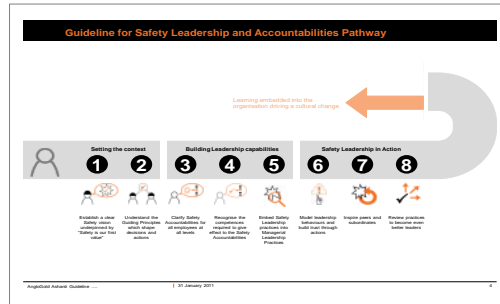 Guideline for Safety Leadership and Accountabilities Pathway
Learning embedded into the
organisation driving a cultural change
Setting the context
Building Leadership capabilities
Safety Leadership in Action
1
2
3
4
5
6
7
8
Establish a clear
Safety vision
underpinned by
"Safety is our first
value"
Understand the
Guiding Principles
which shape
decisions and
actions
Clarify Safety
Accountabilities for
all employees at
all levels
Recognise the
competences
required to give
effect to the Safety
Accountabilities
Embed Safety
Leadership
practices into
Managerial
Leadership
Practices
Model leadership
behaviours and
build trust through
actions
Inspire peers and
subordinates
Review practices
to become even
better leaders
AngloGold Ashanti Guideline ....
31 January 2011
4